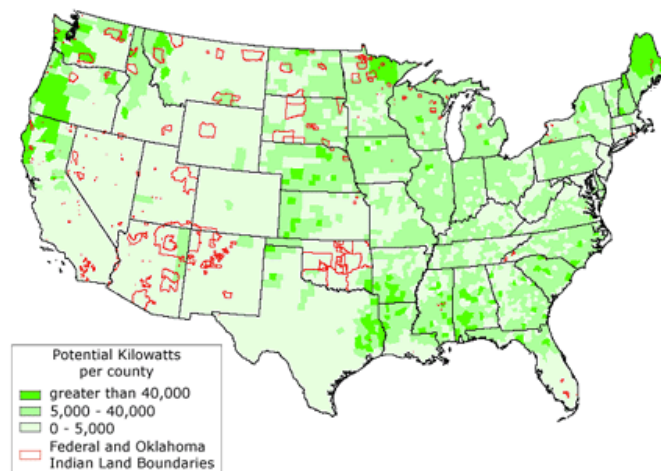 Potential Kilowatts
per county
greater than 40,000
5,000 - 40,000
0 - 5,000
Federal and Oklahoma
Indian Land Boundaries